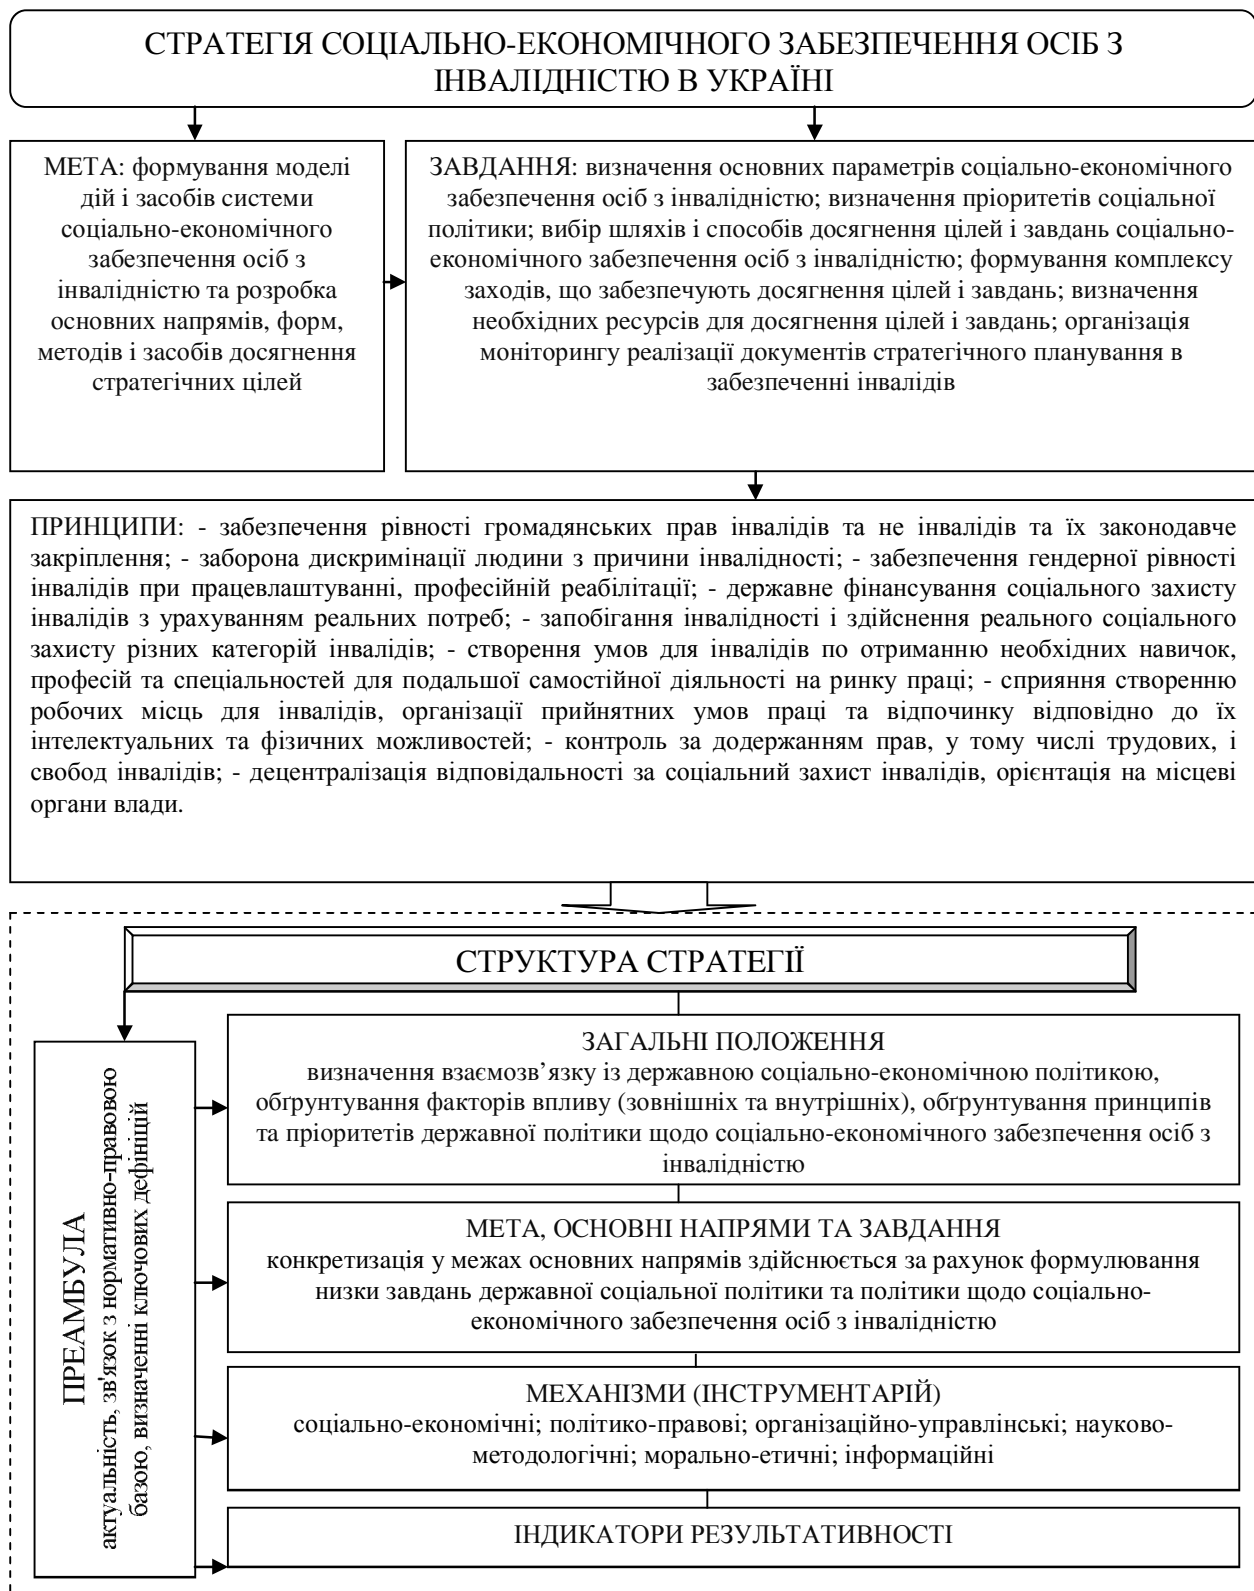 СТРАТЕГІЯ СОЦІАЛЬНО-ЕКОНОМІЧНОГО ЗАБЕЗПЕЧЕННЯ ОСІБ З
ІНВАЛІДНІСТЮ В УКРАЇНІ
МЕТА: формування моделі
дій і засобів системи
соціально-економічного
забезпечення осіб з
інвалідністю та розробка
основних напрямів, форм,
методів і засобів досягнення
стратегічних цілей
ЗАВДАННЯ: визначення основних параметрів соціально-економічного
забезпечення осіб з інвалідністю; визначення пріоритетів соціальної
політики; вибір шляхів і способів досягнення цілей і завдань соціально-
економічного забезпечення осіб з інвалідністю; формування комплексу
заходів, що забезпечують досягнення цілей і завдань; визначення
необхідних ресурсів для досягнення цілей і завдань; організація
моніторингу реалізації документів стратегічного планування в
забезпеченні інвалідів
ПРИНЦИПИ: - забезпечення рівності громадянських прав інвалідів та не інвалідів та їх законодавче
закріплення; - заборона дискримінації людини з причини інвалідності; - забезпечення гендерної рівності
інвалідів при працевлаштуванні, професійній реабілітації; - державне фінансування соціального захисту
інвалідів з урахуванням реальних потреб; - запобігання інвалідності і здійснення реального соціального
захисту різних категорій інвалідів; - створення умов для інвалідів по отриманню необхідних навичок,
професій та спеціальностей для подальшої самостійної діяльності на ринку праці; - сприяння створенню
робочих місць для інвалідів, організації прийнятних умов праці та відпочинку відповідно до їх
інтелектуальних та фізичних можливостей; - контроль за додержанням прав, у тому числі трудових, і
свобод інвалідів; - децентралізація відповідальності за соціальний захист інвалідів, орієнтація на місцеві
органи влади.
СТРУКТУРА СТРАТЕГІЇ
ПРЕАМБУЛА
актуальність, зв'язок з нормативно-правовою
базою, визначенні ключових дефініцій
ЗАГАЛЬНІ ПОЛОЖЕННЯ
визначення взаємозв’язку із державною соціально-економічною політикою,
обґрунтування факторів впливу (зовнішніх та внутрішніх), обґрунтування принципів
та пріоритетів державної політики щодо соціально-економічного забезпечення осіб з
інвалідністю
МЕТА, ОСНОВНІ НАПРЯМИ ТА ЗАВДАННЯ
конкретизація у межах основних напрямів здійснюється за рахунок формулювання
низки завдань державної соціальної політики та політики щодо соціально-
економічного забезпечення осіб з інвалідністю
МЕХАНІЗМИ (ІНСТРУМЕНТАРІЙ)
соціально-економічні; політико-правові; організаційно-управлінські; науково-
методологічні; морально-етичні; інформаційні
ІНДИКАТОРИ РЕЗУЛЬТАТИВНОСТІ